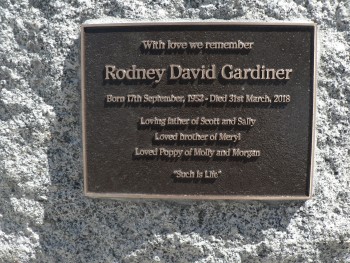 With love we remember
Rodney David Gardiner
Born 17th September, 1952 - Died 31st March, 2018
Loving father of Scott and Sally
Loved brother of Meryl
Loved Poppy of Molly and Morgan
"Such Is Life"